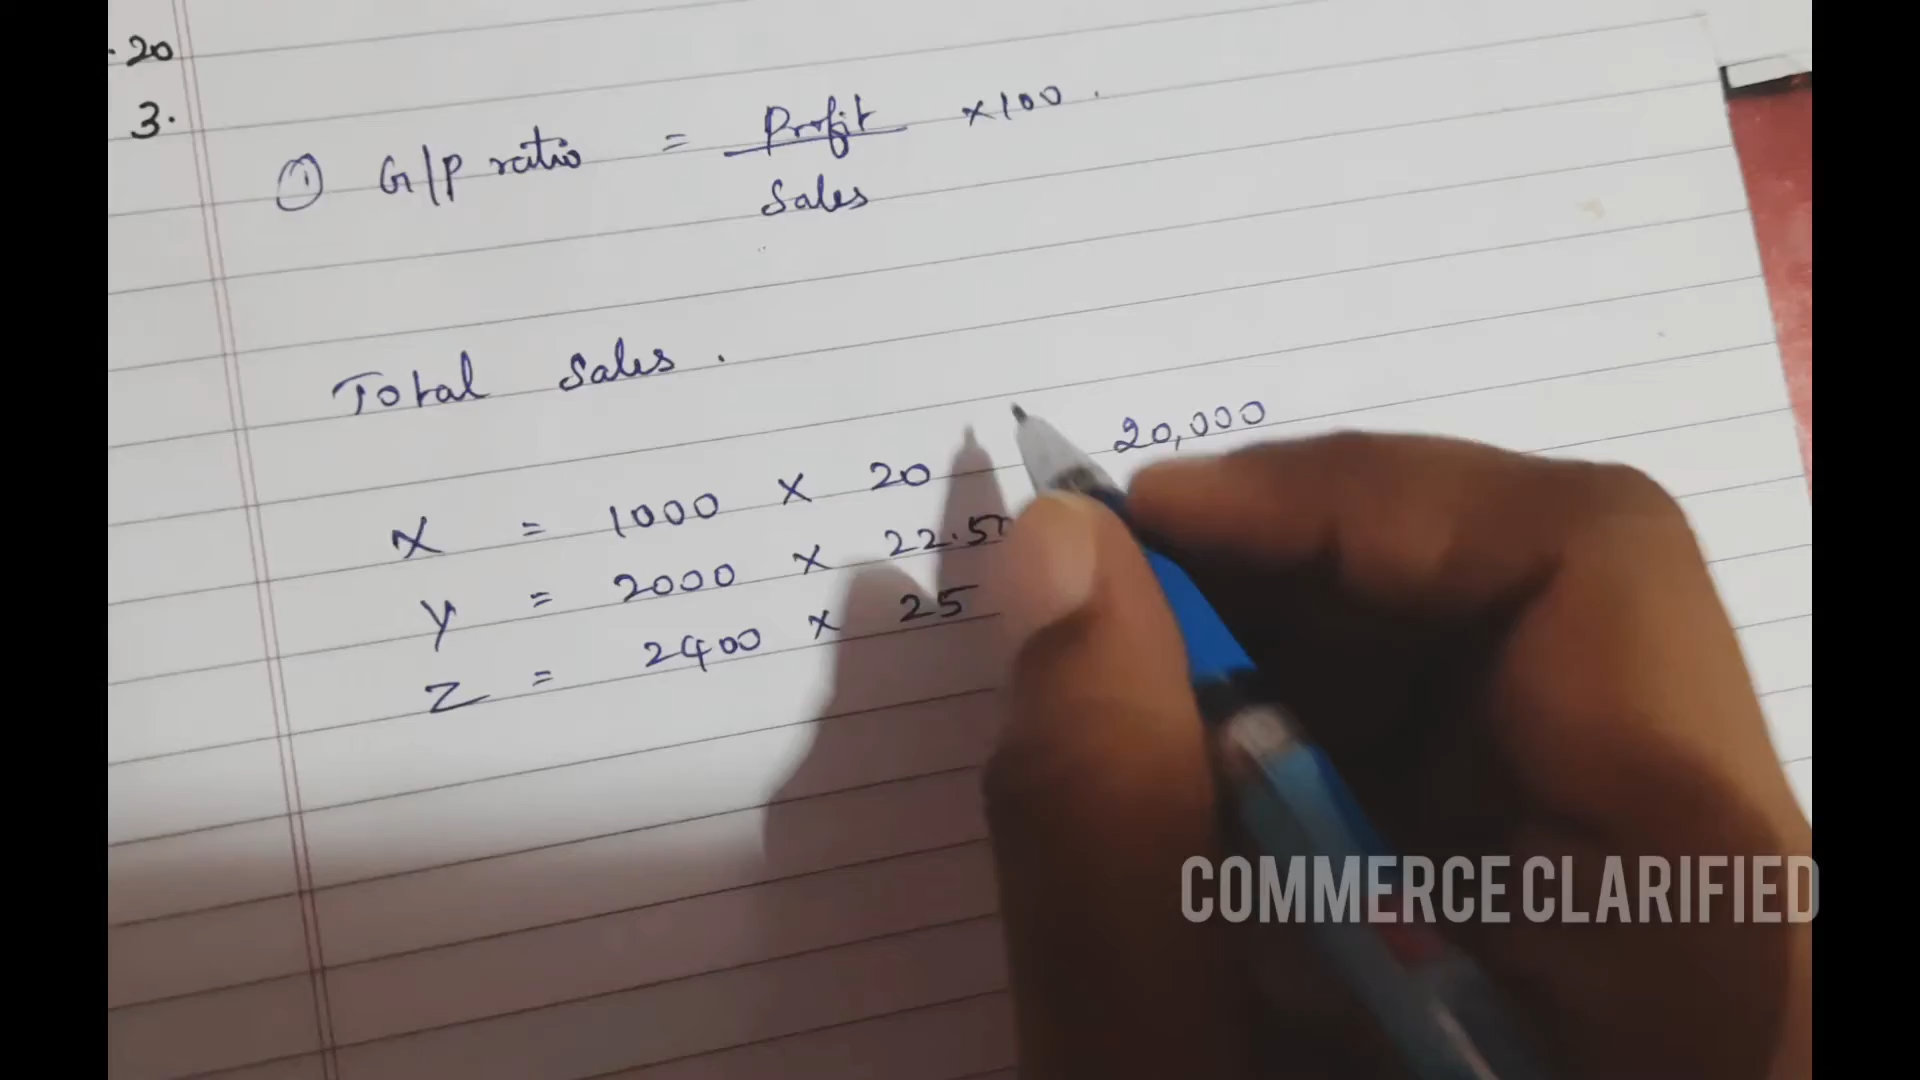 .20
3.
① G/P ratio = Profit / Sales ×100.
Total Sales.
X = 1000 × 20 20,000
Y = 2000 × 22.5
Z = 2400 × 25
COMMERCE CLARIFIED